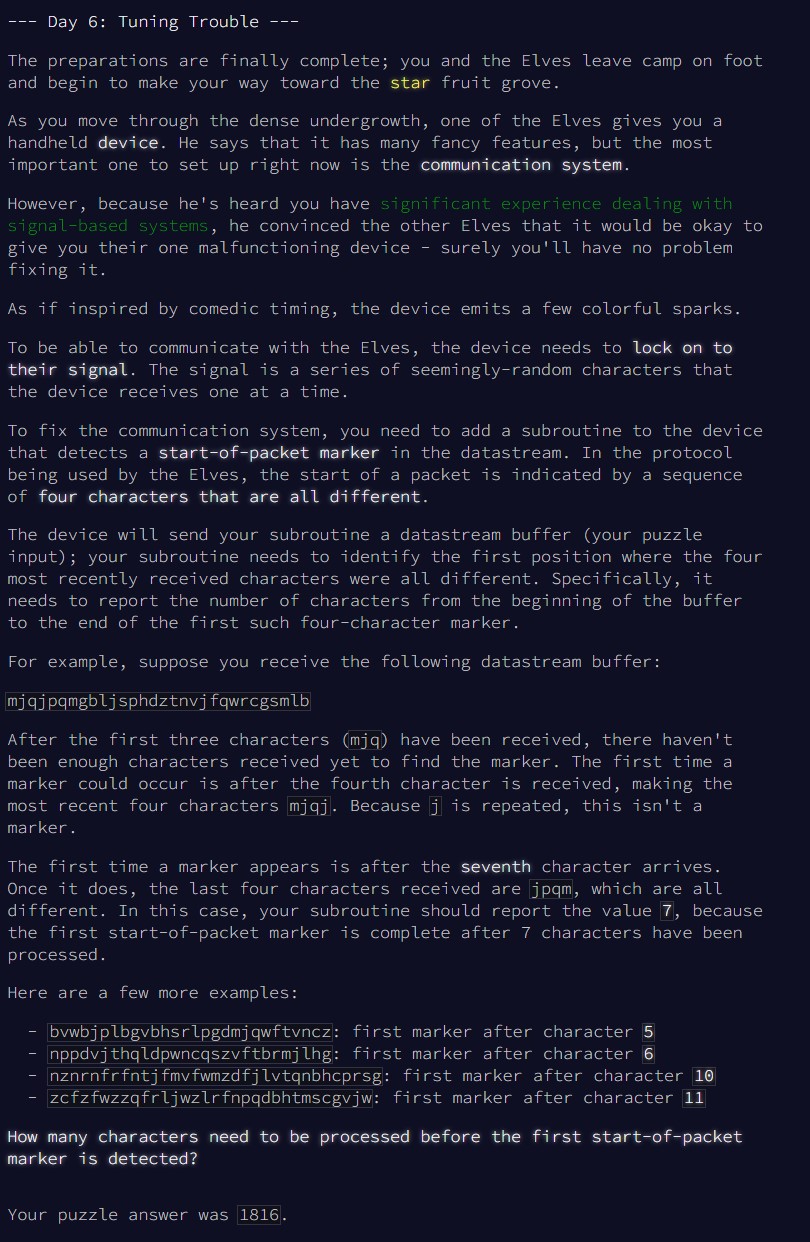 --- Day 6: Tuning Trouble ---
The preparations are finally complete; you and the Elves leave camp on foot
and begin to make your way toward the star fruit grove.
As you move through the dense undergrowth, one of the Elves gives you a
handheld device. He says that it has many fancy features, but the most
important one to set up right now is the communication system.
However, because he's heard you have significant experience dealing with
signal-based systems, he convinced the other Elves that it would be okay to
give you their one malfunctioning device - surely you'll have no problem
fixing it.
As if inspired by comedic timing, the device emits a few colorful sparks.
To be able to communicate with the Elves, the device needs to lock on to
their signal. The signal is a series of seemingly-random characters that
the device receives one at a time.
To fix the communication system, you need to add a subroutine to the device
that detects a start-of-packet marker in the datastream. In the protocol
being used by the Elves, the start of a packet is indicated by a sequence
of four characters that are all different.
The device will send your subroutine a datastream buffer (your puzzle
input); your subroutine needs to identify the first position where the four
most recently received characters were all different. Specifically, it
needs to report the number of characters from the beginning of the buffer
to the end of the first such four-character marker.
For example, suppose you receive the following datastream buffer:
mjqjpqmgbljsphdztnvjfqwrcgsmlb
After the first three characters (mjq) have been received, there haven't
been enough characters received yet to find the marker. The first time a
marker could occur is after the fourth character is received, making the
most recent four characters mjqj. Because j is repeated, this isn't a
marker.
The first time a marker appears is after the seventh character arrives.
Once it does, the last four characters received are jpqm, which are all
different. In this case, your subroutine should report the value 7, because
the first start-of-packet marker is complete after 7 characters have been
processed.
Here are a few more examples:
- bvwbjplbgvbhsrlpgdmjqwftvncz: first marker after character 5
- nppdvjthqldpwncqszvftbrmjlhg: first marker after character 6
- nznrnfrfntjfmvfwmzdfjlvtqnbhcprsg: first marker after character 10
- zcfzfwzzqfrljwzlrfnpqdbhtmscgvjw: first marker after character 11
How many characters need to be processed before the first start-of-packet
marker is detected?
Your puzzle answer was 1816.